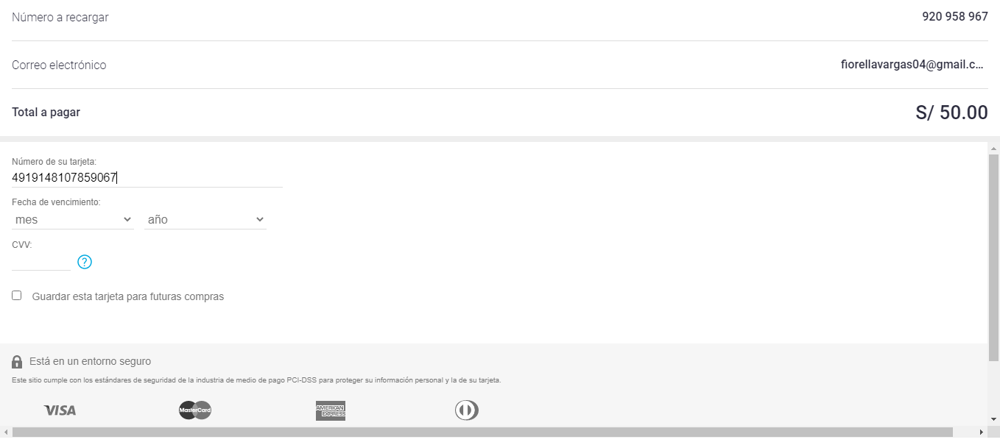 Número a recargar 920 958 967
Correo electrónico fiorellavargas04@gmail.c...
Total a pagar S/ 50.00
Número de su tarjeta:
4919148107859067
Fecha de vencimiento:
mes año
CVV:
?
Guardar esta tarjeta para futuras compras
Está en un entorno seguro
Este sitio cumple con los estándares de seguridad de la industria de medio de pago PCI-DSS para proteger su información personal y la de su tarjeta.
VISA MasterCard AMERICAN EXPRESS